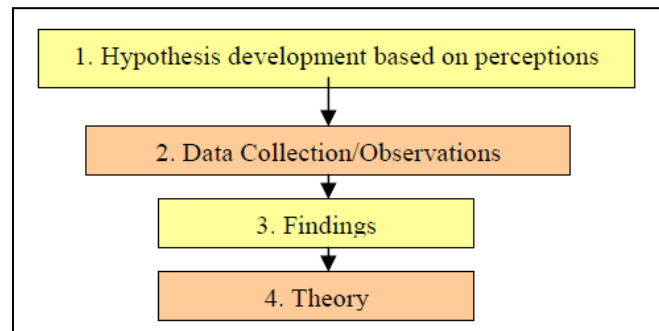 1. Hypothesis development based on perceptions
2. Data Collection/Observations
3. Findings
4. Theory